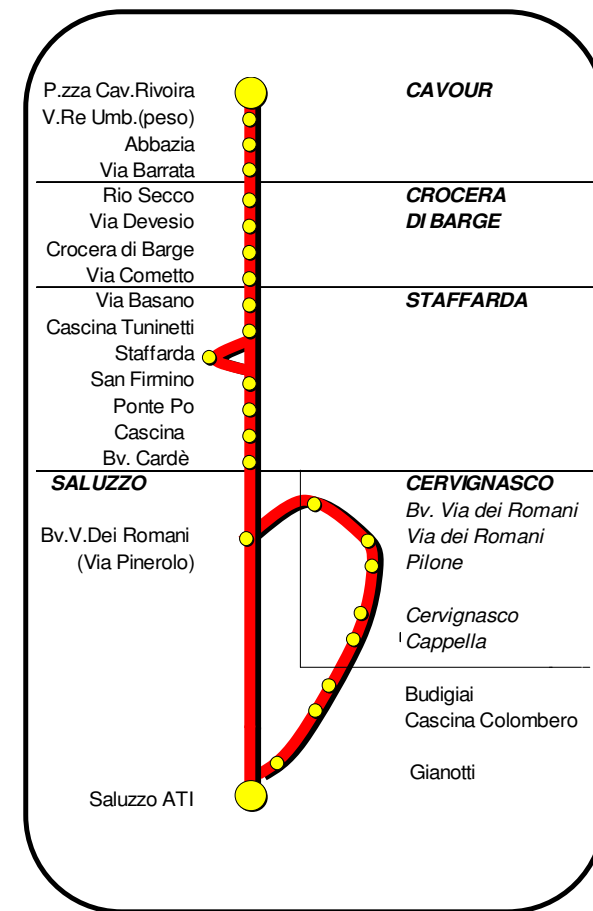 P.zza Cav.Rivoira
CAVOUR
V.Re Umb.(peso)
Abbazia
Via Barrata
Rio Secco
CROCERA
Via Devesio
DI BARGE
Crocera di Barge
Via Cometto
Via Basano
STAFFARDA
Cascina Tuninetti
Staffarda
San Firmino
Ponte Po
Cascina
Bv. Cardè
SALUZZO
CERVIGNASCO
Bv. Via dei Romani
Bv.V.Dei Romani
Via dei Romani
(Via Pinerolo)
Pilone
Cervignasco
Cappella
Budigiai
Cascina Colombero
Gianotti
Saluzzo ATI